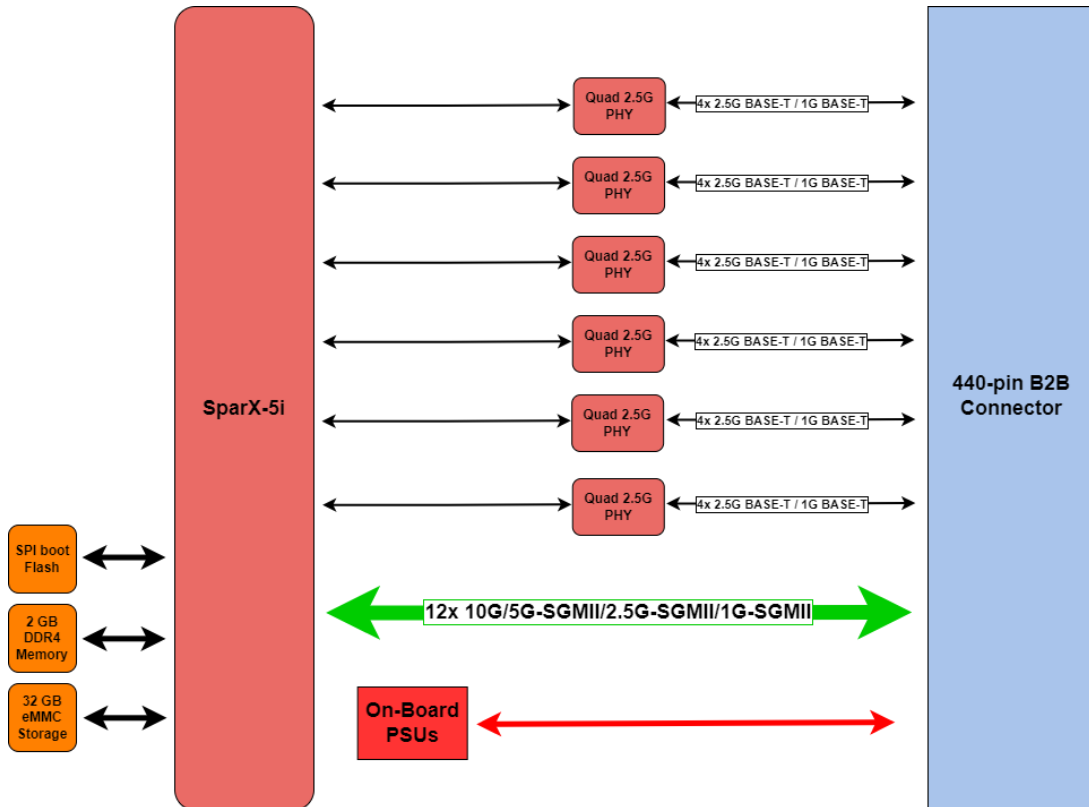 Quad 2.5G
PHY
4x 2.5G BASE-T / 1G BASE-T
Quad 2.5G
PHY
4x 2.5G BASE-T / 1G BASE-T
Quad 2.5G
PHY
4x 2.5G BASE-T / 1G BASE-T
Quad 2.5G
PHY
4x 2.5G BASE-T / 1G BASE-T
SparX-5i
440-pin B2B
Connector
Quad 2.5G
PHY
4x 2.5G BASE-T / 1G BASE-T
Quad 2.5G
PHY
4x 2.5G BASE-T / 1G BASE-T
SPI boot
Flash
12x 10G/5G-SGMII/2.5G-SGMII/1G-SGMII
2 GB
DDR4
Memory
32 GB
eMMC
Storage
On-Board
PSUs